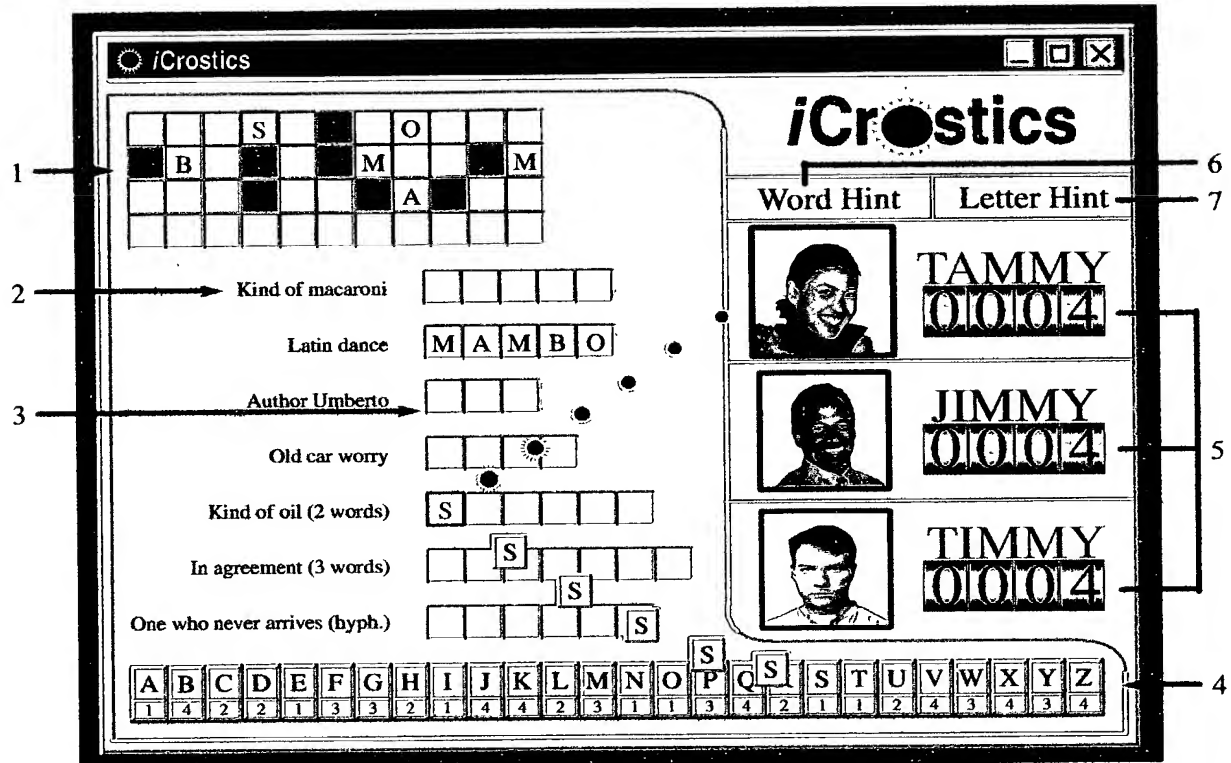 iCrostics
iCrostics
S O
B M M
A
1
6
Word Hint Letter Hint
7
2
Kind of macaroni
TAMMY
0004
Latin dance
M A M B O
3
Author Umberto
JIMMY
0004
5
Old car worry
Kind of oil (2 words)
S
In agreement (3 words)
S
TIMMY
0004
S
One who never arrives (hyph.)
S
S
S
A B C D E F G H I J K L M N O P Q S T U V W X Y Z
1 4 2 2 1 3 3 2 1 4 4 2 3 1 1 3 4 2 1 1 2 4 3 4 3 4
4